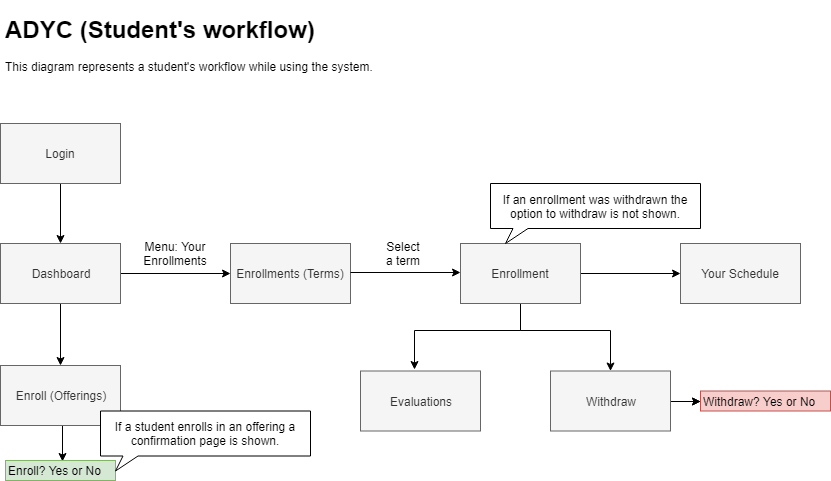 ADYC (Student's workflow)
This diagram represents a student's workflow while using the system.
Login
If an enrollment was withdrawn the
option to withdraw is not shown.
Dashboard
Menu: Your
Enrollments
Enrollments (Terms)
Select
a term
Enrollment
Your Schedule
Enroll (Offerings)
Evaluations
Withdraw
Withdraw? Yes or No
If a student enrolls in an offering a
confirmation page is shown.
Enroll? Yes or No